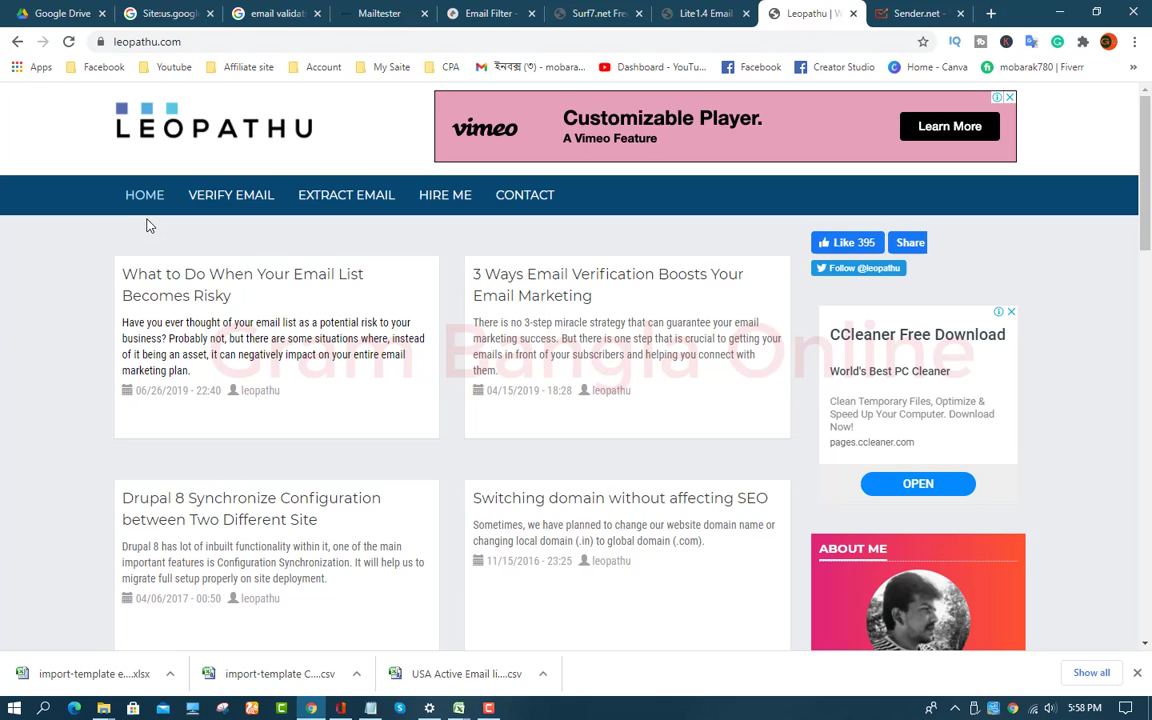 Google Drive
Site:us.googl
email validat
Mailtester
Email Filter -
Surf7.net Fre
Lite1.4 Email
Leopathu | W
Sender.net -
leopathu.com
Apps
Facebook
Youtube
Affiliate site
Account
My Saite
CPA
ইনবক্স (৩) - mobara...
Dashboard - YouTu...
Facebook
Creator Studio
Home - Canva
mobarak780 | Fiverr
LEOPATHU
vimeo
Customizable Player.
A Vimeo Feature
Learn More
HOME
VERIFY EMAIL
EXTRACT EMAIL
HIRE ME
CONTACT
What to Do When Your Email List
Becomes Risky
Have you ever thought of your email list as a potential risk to your
business? Probably not, but there are some situations where, instead
of it being an asset, it can negatively impact on your entire email
marketing plan.
06/26/2019 - 22:40 leopathu
3 Ways Email Verification Boosts Your
Email Marketing
There is no 3-step miracle strategy that can guarantee your email
marketing success. But there is one step that is crucial to getting your
emails in front of your subscribers and helping you connect with
them.
04/15/2019 - 18:28 leopathu
Gram Bangla Online
Drupal 8 Synchronize Configuration
between Two Different Site
Drupal 8 has lot of inbuilt functionality within it, one of the main
important features is Configuration Synchronization. It will help us to
migrate full setup properly on site deployment.
04/06/2017 - 00:50 leopathu
Switching domain without affecting SEO
Sometimes, we have planned to change our website domain name or
changing local domain (.in) to global domain (.com).
11/15/2016 - 23:25 leopathu
Like 395
Share
Follow @leopathu
CCleaner Free Download
World's Best PC Cleaner
Clean Temporary Files, Optimize &
Speed Up Your Computer. Download
Now!
pages.ccleaner.com
OPEN
ABOUT ME
import-template e....xlsx
import-template C....csv
USA Active Email li....csv
Show all
5:58 PM